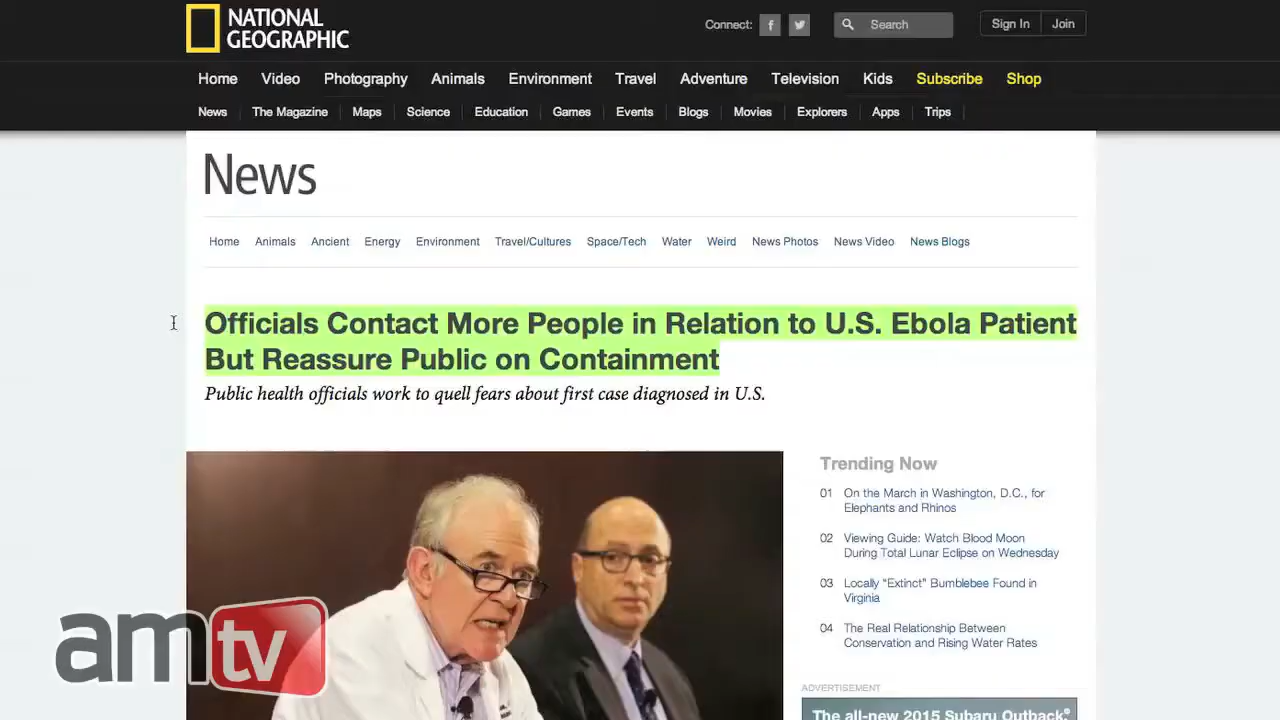 NATIONAL
GEOGRAPHIC
Connect:
Search
Sign In
Join
Home Video Photography Animals Environment Travel Adventure Television Kids Subscribe Shop
News The Magazine Maps Science Education Games Events Blogs Movies Explorers Apps Trips
News
Home Animals Ancient Energy Environment Travel/Cultures Space/Tech Water Weird News Photos News Video News Blogs
Officials Contact More People in Relation to U.S. Ebola Patient
But Reassure Public on Containment
Public health officials work to quell fears about first case diagnosed in U.S.
Trending Now
01 On the March in Washington, D.C., for
Elephants and Rhinos
02 Viewing Guide: Watch Blood Moon
During Total Lunar Eclipse on Wednesday
03 Locally “Extinct” Bumblebee Found in
Virginia
04 The Real Relationship Between
Conservation and Rising Water Rates
ADVERTISEMENT
The all-new 2015 Subaru Outback®
amtv